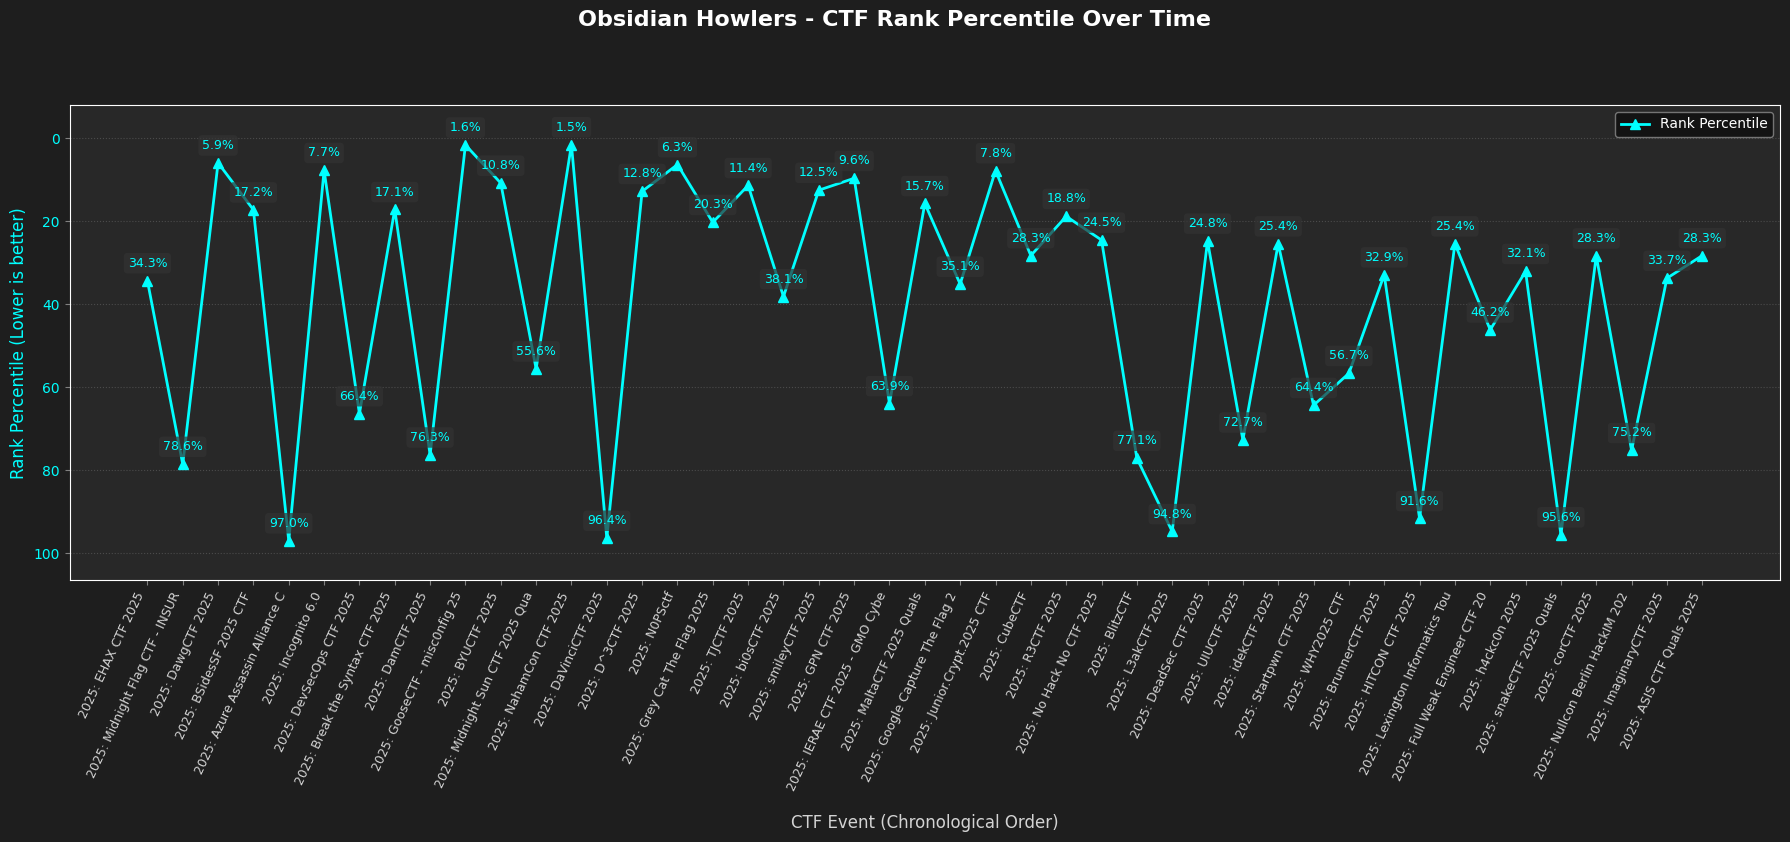 Obsidian Howlers - CTF Rank Percentile Over Time
Rank Percentile
Rank Percentile (Lower is better)
0
20
40
60
80
100
34.3%
78.6%
5.9%
17.2%
97.0%
7.7%
66.4%
17.1%
76.3%
1.6%
10.8%
55.6%
1.5%
96.4%
12.8%
6.3%
20.3%
11.4%
38.1%
12.5%
9.6%
63.9%
15.7%
35.1%
7.8%
28.3%
18.8%
24.5%
77.1%
94.8%
24.8%
72.7%
25.4%
64.4%
56.7%
32.9%
91.6%
25.4%
46.2%
32.1%
95.6%
28.3%
75.2%
33.7%
28.3%
2025: EHAX CTF 2025
2025: Midnight Flag CTF - INSUR
2025: DawgCTF 2025
2025: BSidesSF 2025 CTF
2025: Azure Assassin Alliance C
2025: Incognito 6.0
2025: DevSecOps CTF 2025
2025: Break the Syntax CTF 2025
2025: DamCTF 2025
2025: GooseCTF - misc0nfig 25
2025: BYUCTF 2025
2025: Midnight Sun CTF 2025 Qua
2025: NahamCon CTF 2025
2025: DaVinciCTF 2025
2025: D^3CTF 2025
2025: N0PSctf
2025: Grey Cat The Flag 2025
2025: TJCTF 2025
2025: bi0sCTF 2025
2025: smileyCTF 2025
2025: GPN CTF 2025
2025: IERAE CTF 2025 - GMO Cybe
2025: MaltaCTF 2025 Quals
2025: Google Capture The Flag 2
2025: Junior.Crypt.2025 CTF
2025: CubeCTF
2025: R3CTF 2025
2025: No Hack No CTF 2025
2025: BlitzCTF
2025: L3akCTF 2025
2025: DeadSec CTF 2025
2025: UIUCTF 2025
2025: idekCTF 2025
2025: Startpwn CTF 2025
2025: WHY2025 CTF
2025: BrunnerCTF 2025
2025: HITCON CTF 2025
2025: Lexington Informatics Tou
2025: Full Weak Engineer CTF 20
2025: h4ckc0n 2025
2025: snakeCTF 2025 Quals
2025: corCTF 2025
2025: Nullcon Berlin HackIM 202
2025: ImaginaryCTF 2025
2025: ASIS CTF Quals 2025
CTF Event (Chronological Order)